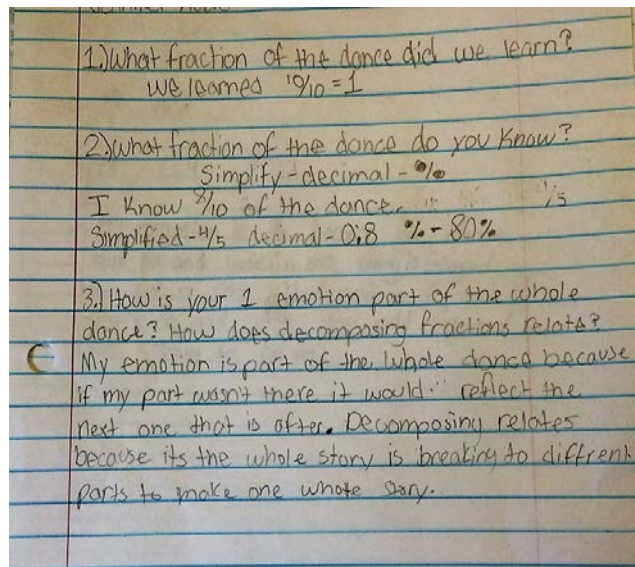 1.) What fraction of the dance did we learn?
we learned 10/10 = 1
2.) What fraction of the dance do you know?
Simplify - decimal - %
I know 8/10 of the dance.
Simplified - 4/5 decimal - 0.8 % - 80%
3.) How is your 1 emotion part of the whole
dance? How does decomposing fractions relate?
My emotion is part of the whole dance because
if my part wasn't there it would reflect the
next one that is after. Decomposing relates
because its the whole story is breaking to diffrent
parts to make one whole story.